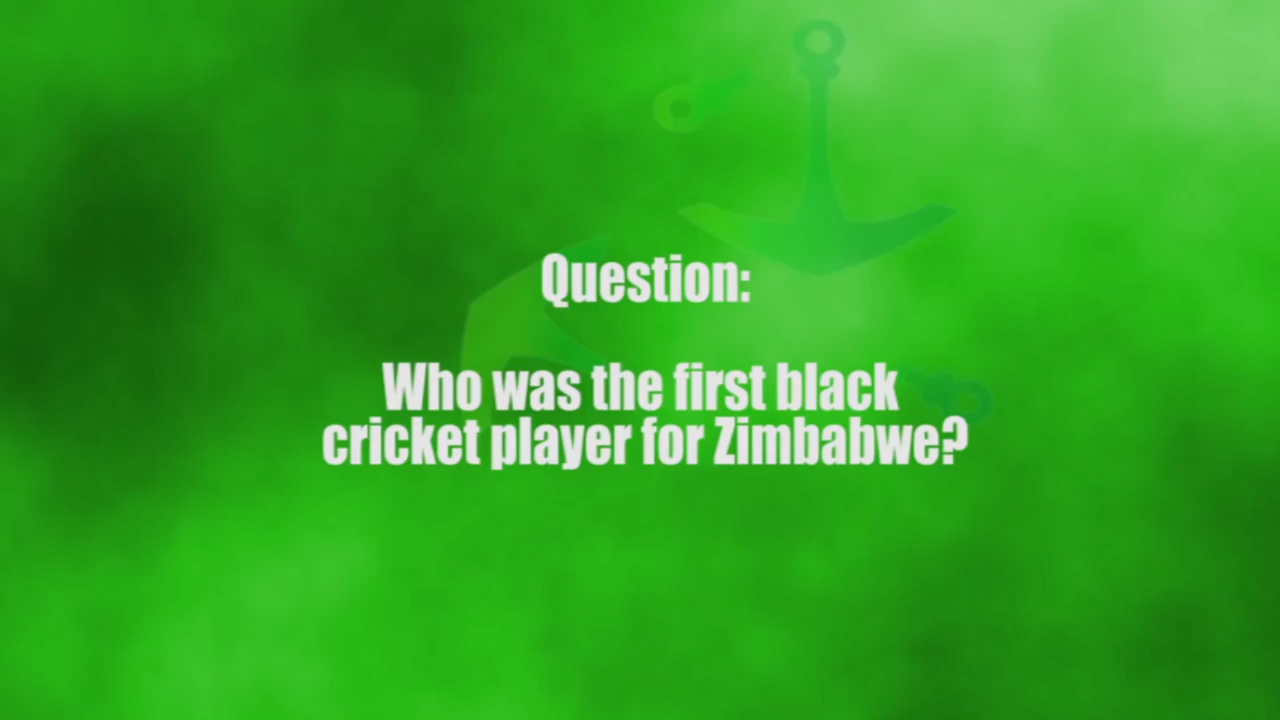 Question:
Who was the first black
cricket player for Zimbabwe?